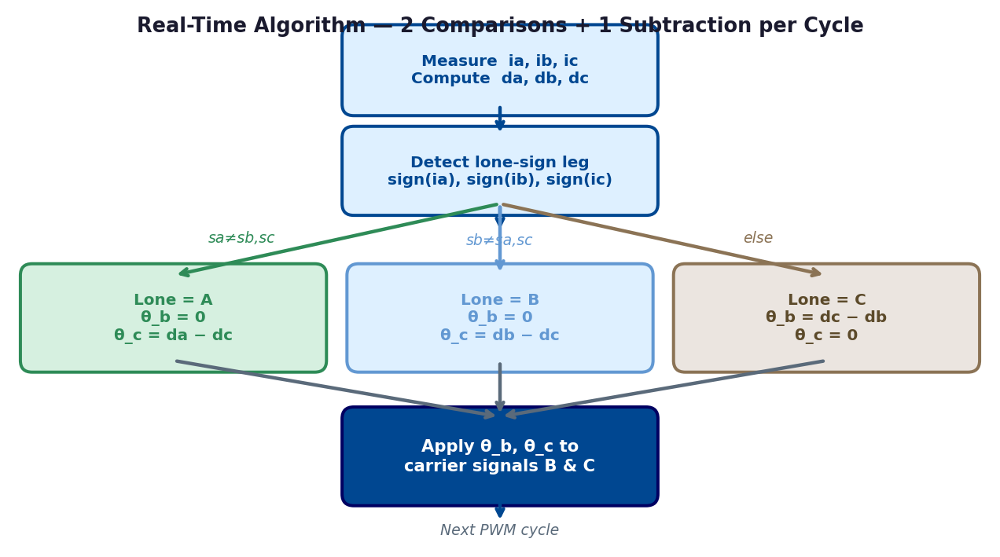 Real-Time Algorithm — 2 Comparisons + 1 Subtraction per Cycle
Measure  ia, ib, ic
Compute  da, db, dc
Detect lone-sign leg
sign(ia), sign(ib), sign(ic)
sa≠sb,sc
sb≠sa,sc
else
Lone = A
θ_b = 0
θ_c = da − dc
Lone = B
θ_b = 0
θ_c = db − dc
Lone = C
θ_b = dc − db
θ_c = 0
Apply θ_b, θ_c to
carrier signals B & C
Next PWM cycle